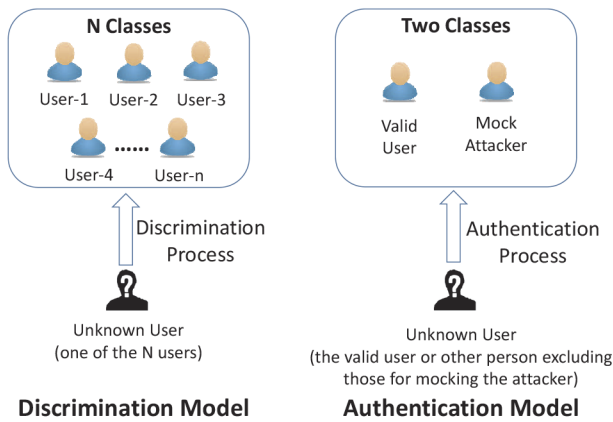 N Classes
User-1 User-2 User-3
User-4 ...... User-n
Discrimination
Process
Unknown User
(one of the N users)
Discrimination Model
Two Classes
Valid
User
Mock
Attacker
Authentication
Process
?
Unknown User
(the valid user or other person excluding
those for mocking the attacker)
Authentication Model
?